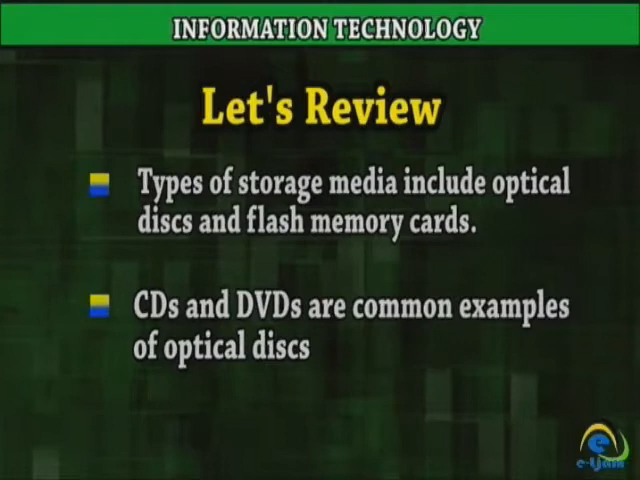 INFORMATION TECHNOLOGY
Let's Review
Types of storage media include optical
discs and flash memory cards.
CDs and DVDs are common examples
of optical discs
e
e-LJam